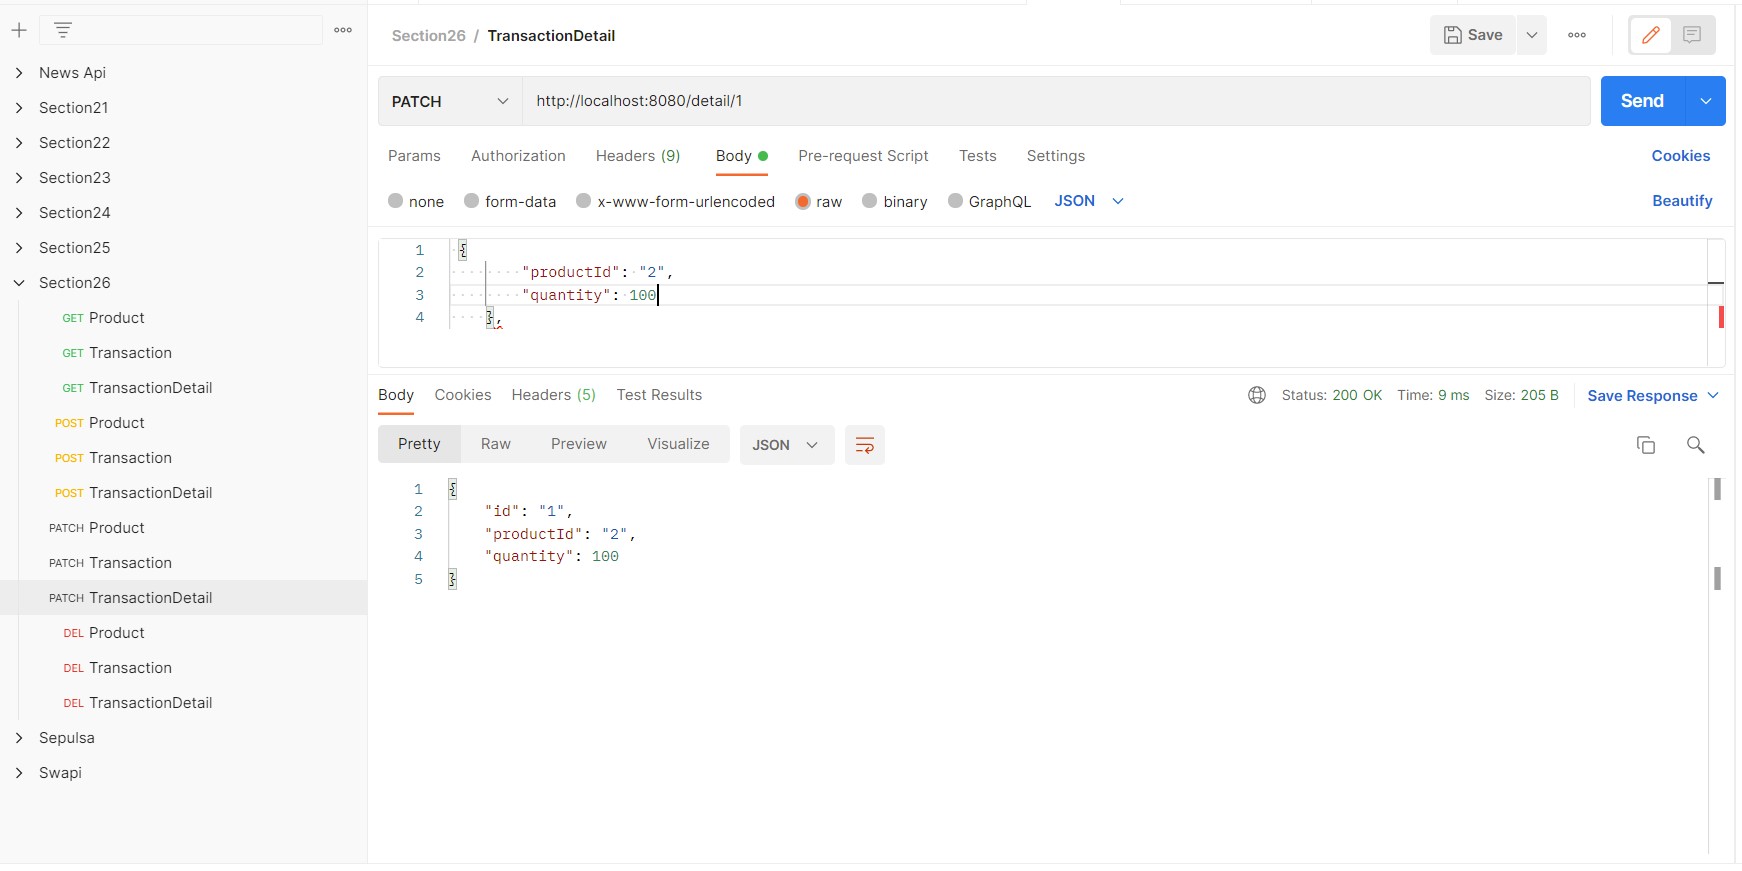 Section26 / TransactionDetail
Save
News Api
Section21
Section22
Section23
Section24
Section25
Section26
GET Product
GET Transaction
GET TransactionDetail
POST Product
POST Transaction
POST TransactionDetail
PATCH Product
PATCH Transaction
PATCH TransactionDetail
DEL Product
DEL Transaction
DEL TransactionDetail
Sepulsa
Swapi
PATCH http://localhost:8080/detail/1 Send
Params Authorization Headers (9) Body Pre-request Script Tests Settings Cookies
none form-data x-www-form-urlencoded raw binary GraphQL JSON Beautify
1 {
2 "productId": "2",
3 "quantity": 100
4 },
Body Cookies Headers (5) Test Results Status: 200 OK Time: 9 ms Size: 205 B Save Response
Pretty Raw Preview Visualize JSON
1 {
2 "id": "1",
3 "productId": "2",
4 "quantity": 100
5 }